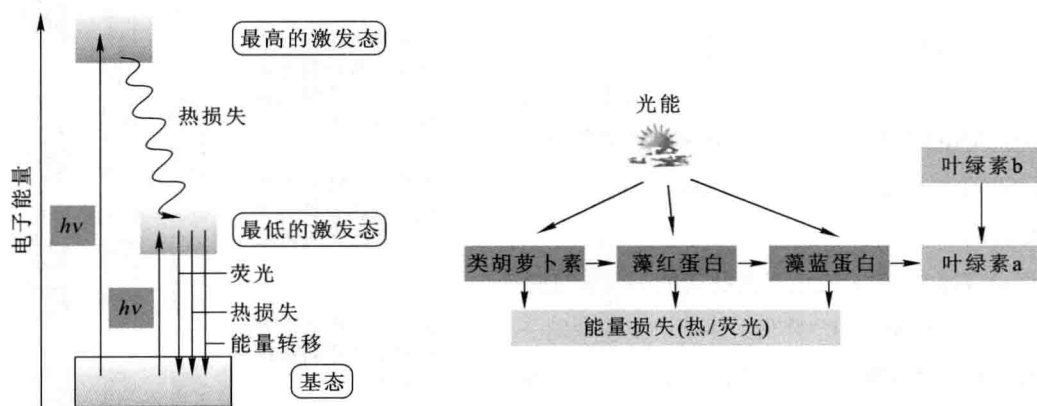 最高的激发态
热损失
电子能量
hν
最低的激发态
荧光
hν
热损失
能量转移
基态
光能
叶绿素b
类胡萝卜素
藻红蛋白
藻蓝蛋白
叶绿素a
能量损失(热/荧光)